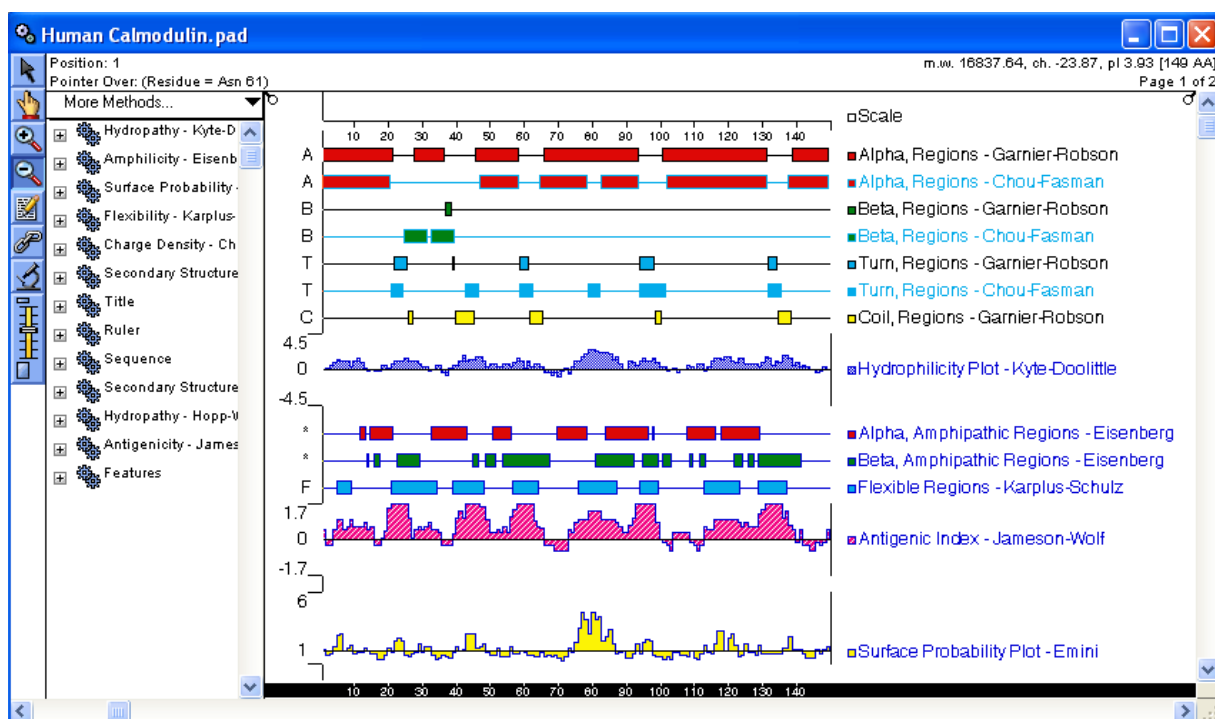 Human Calmodulin.pad
Position: 1
m.w. 16837.64, ch. -23.87, pI 3.93 [149 AA]
Pointer Over: (Residue = Asn 61)
Page 1 of 2
More Methods...
Hydropathy - Kyte-D
Amphilicity - Eisenb
Surface Probability -
Flexibility - Karplus-
Charge Density - Ch
Secondary Structure
Title
Ruler
Sequence
Secondary Structure
Hydropathy - Hopp-W
Antigenicity - James
Features
Scale
10 20 30 40 50 60 70 80 90 100 110 120 130 140
A Alpha, Regions - Garnier-Robson
A Alpha, Regions - Chou-Fasman
B Beta, Regions - Garnier-Robson
B Beta, Regions - Chou-Fasman
T Turn, Regions - Garnier-Robson
T Turn, Regions - Chou-Fasman
C Coil, Regions - Garnier-Robson
4.5
0 Hydrophilicity Plot - Kyte-Doolittle
-4.5
* Alpha, Amphipathic Regions - Eisenberg
* Beta, Amphipathic Regions - Eisenberg
F Flexible Regions - Karplus-Schulz
1.7
0 Antigenic Index - Jameson-Wolf
-1.7
6
1 Surface Probability Plot - Emini
10 20 30 40 50 60 70 80 90 100 110 120 130 140